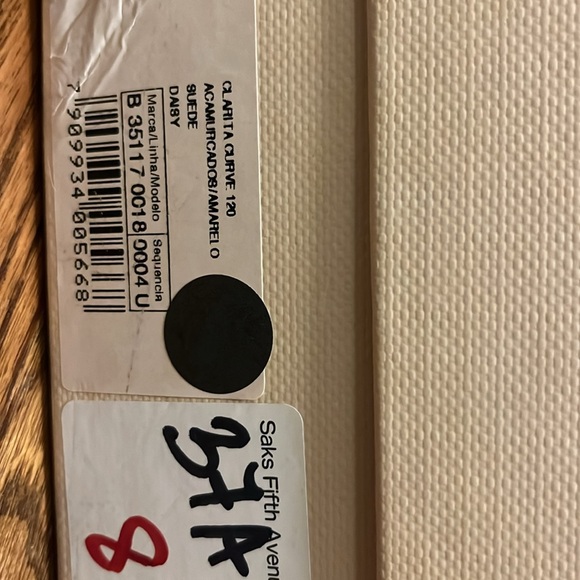 CLARITA CURVE 120
ACAMURCADOS/AMARELO
SUEDE
DAISY
Marca/Linha/Modelo Sequencia
B 35117 0018 0004 U
7 909934 005668
Saks Fifth Avenu
37 A
8